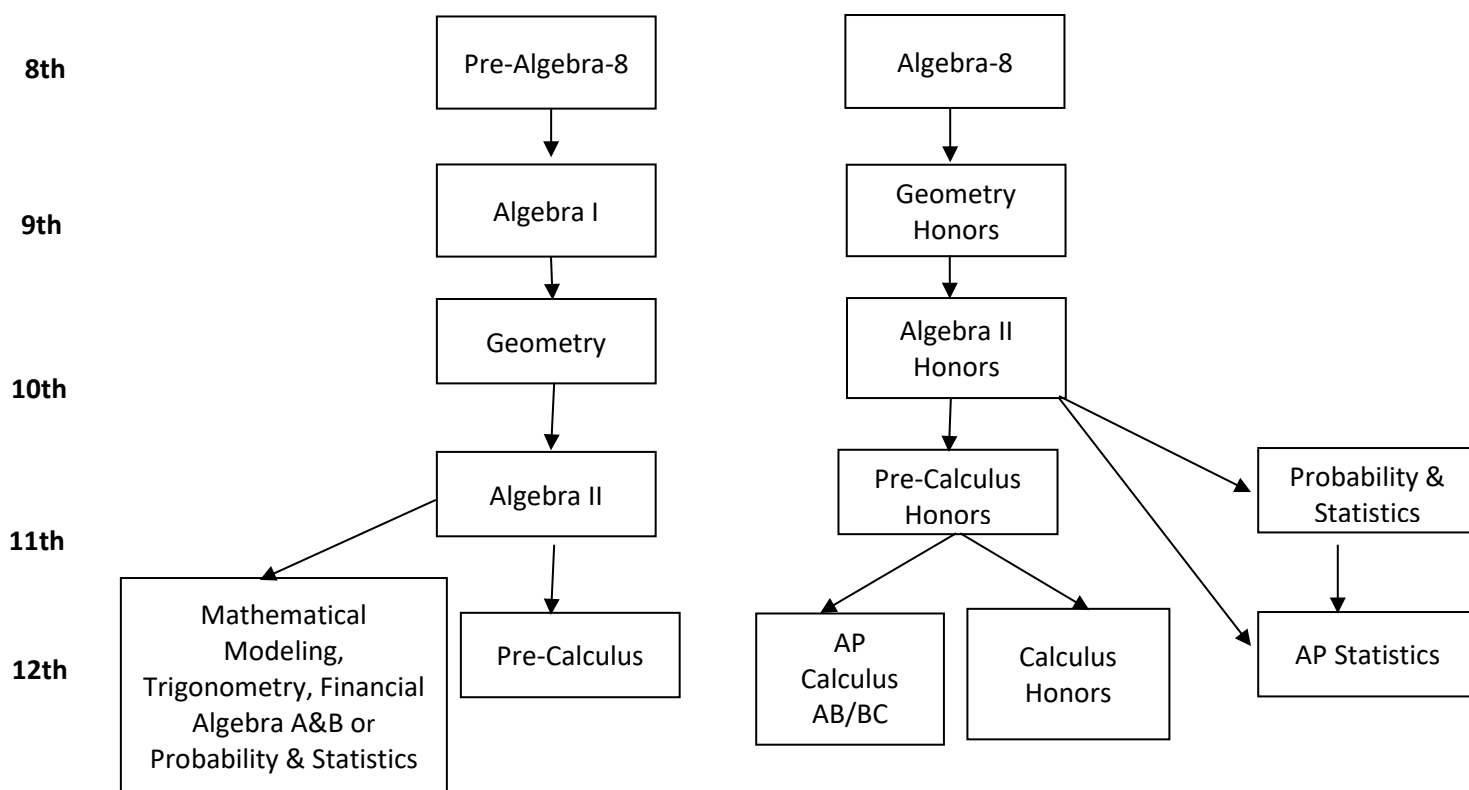 8th
Pre-Algebra-8
Algebra-8
9th
Algebra I
Geometry
Honors
Geometry
Algebra II
Honors
10th
Algebra II
Pre-Calculus
Honors
Probability &
Statistics
11th
Mathematical
Modeling,
Trigonometry, Financial
Algebra A&B or
Probability & Statistics
Pre-Calculus
AP
Calculus
AB/BC
Calculus
Honors
AP Statistics
12th